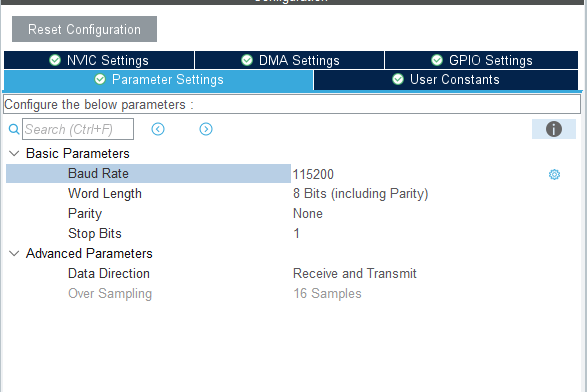 Configuration
Reset Configuration
NVIC Settings DMA Settings GPIO Settings
Parameter Settings User Constants
Configure the below parameters :
Search (Ctrl+F)
Basic Parameters
Baud Rate 115200
Word Length 8 Bits (including Parity)
Parity None
Stop Bits 1
Advanced Parameters
Data Direction Receive and Transmit
Over Sampling 16 Samples